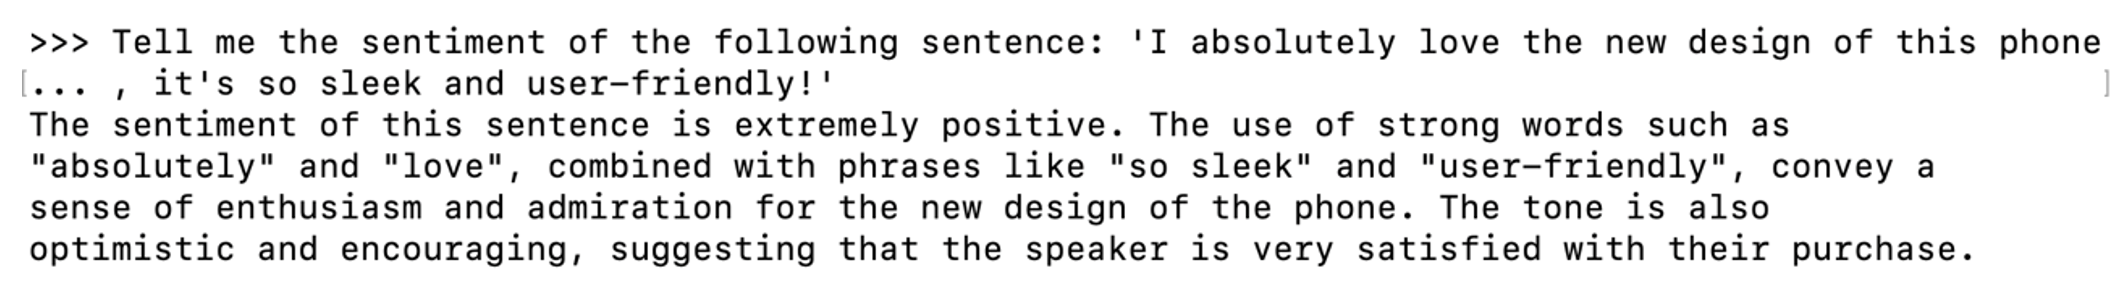 >>> Tell me the sentiment of the following sentence: 'I absolutely love the new design of this phone
[... , it's so sleek and user-friendly!' ]
The sentiment of this sentence is extremely positive. The use of strong words such as
"absolutely" and "love", combined with phrases like "so sleek" and "user-friendly", convey a
sense of enthusiasm and admiration for the new design of the phone. The tone is also
optimistic and encouraging, suggesting that the speaker is very satisfied with their purchase.